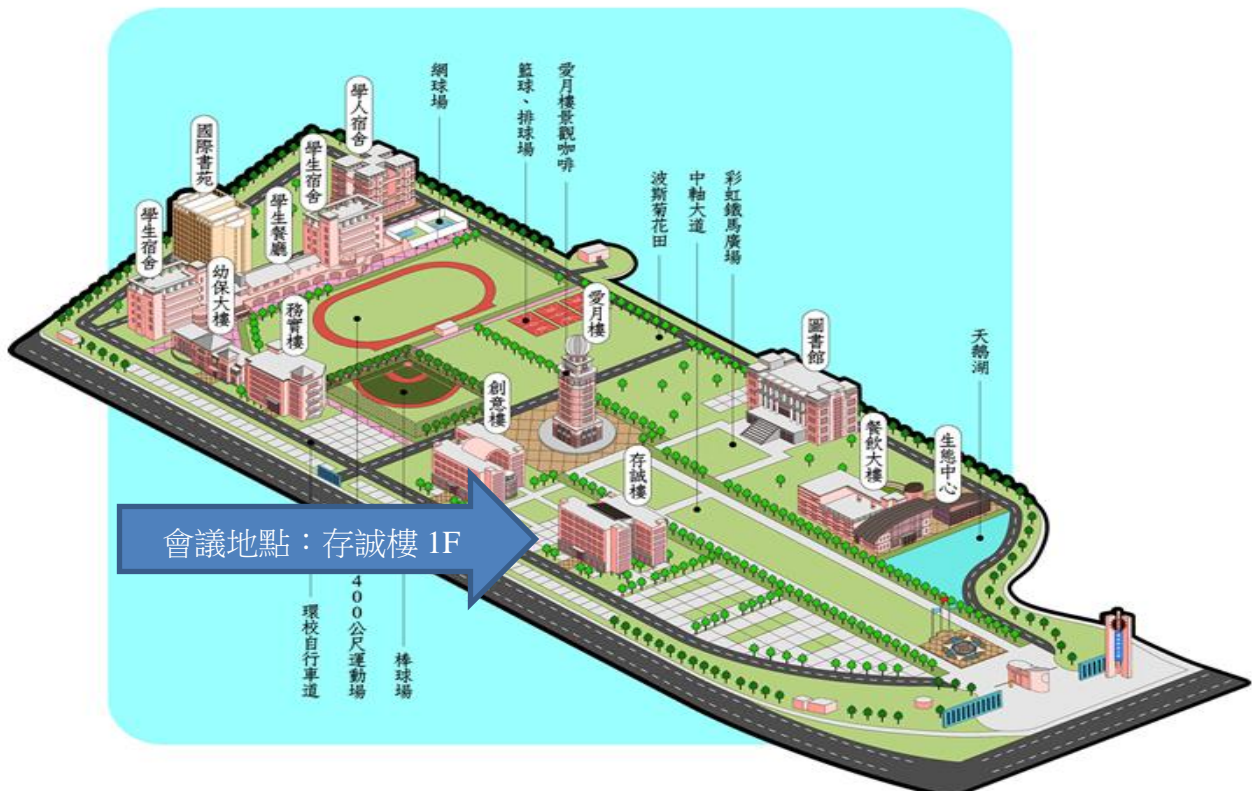 學人宿舍
網球場
籃球、排球場
愛月樓景觀咖啡
國際書苑
學生宿舍
波斯菊花田
中軸大道
彩虹鐵馬廣場
學生宿舍
學生餐廳
幼保大樓
務實樓
愛月樓
圖書館
天鵝湖
創意樓
餐飲大樓
生態中心
存誠樓
會議地點：存誠樓 1F
環校自行車道
400公尺運動場
棒球場